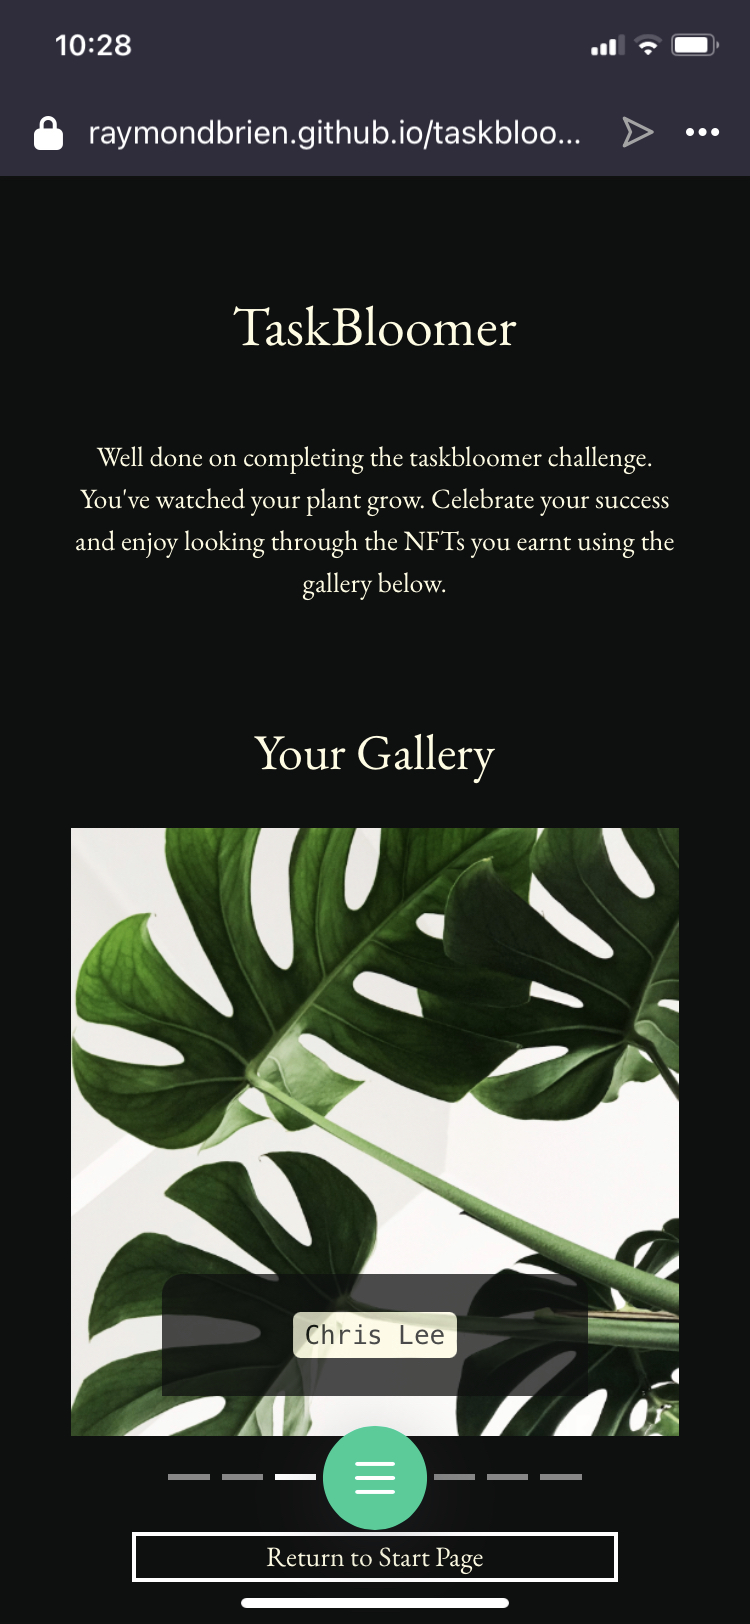 10:28
raymondbrien.github.io/taskbloo...
TaskBloomer
Well done on completing the taskbloomer challenge.
You've watched your plant grow. Celebrate your success
and enjoy looking through the NFTs you earnt using the
gallery below.
Your Gallery
Chris Lee
Return to Start Page